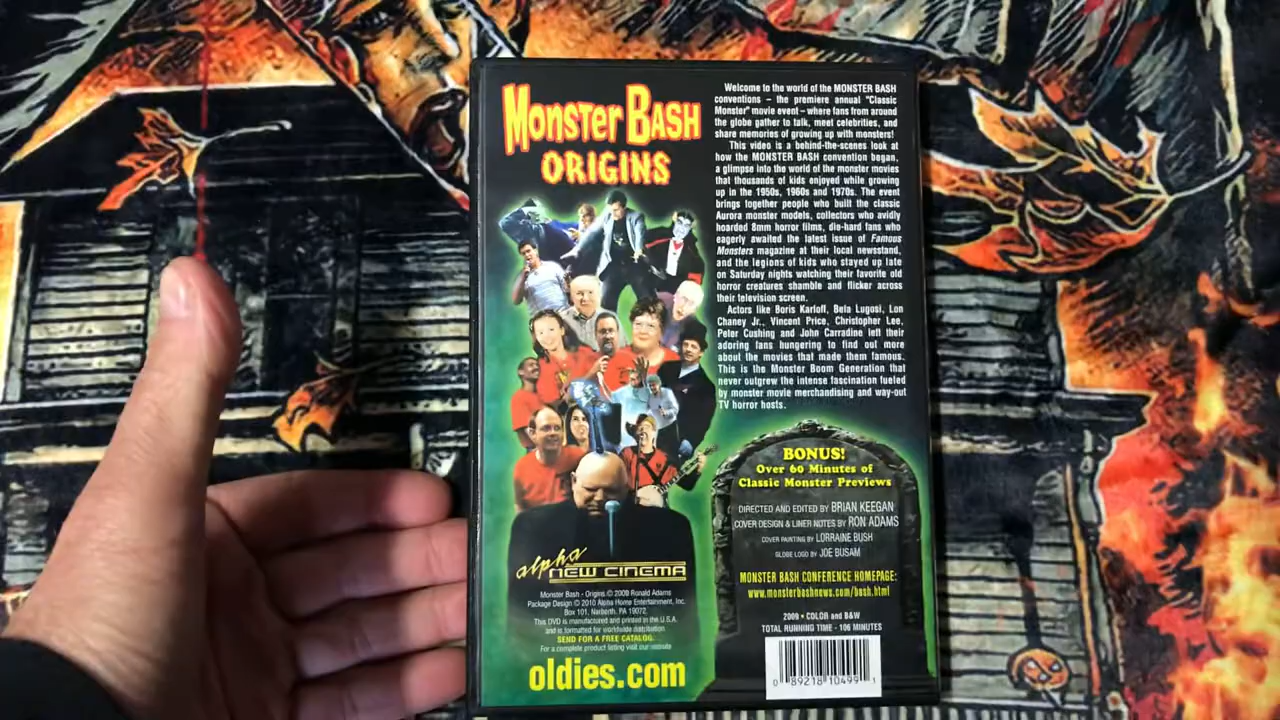 MONSTER BASH
ORIGINS
Welcome to the world of the MONSTER BASH
conventions – the premiere annual "Classic
Monster" movie event – where fans from around
the globe gather to talk, meet celebrities, and
share memories of growing up with monsters!
This video is a behind-the-scenes look at
how the MONSTER BASH convention began,
a glimpse into the world of the monster movies
that thousands of kids enjoyed while growing
up in the 1950s, 1960s and 1970s. The event
brings together people who built the classic
Aurora monster models, collectors who avidly
hoarded 8mm horror films, die-hard fans who
eagerly awaited the latest issue of Famous
Monsters magazine at their local newsstand,
and the legions of kids who stayed up late
on Saturday nights watching their favorite old
horror creatures shamble and flicker across
their television screen.
Actors like Boris Karloff, Bela Lugosi, Lon
Chaney Jr., Vincent Price, Christopher Lee,
Peter Cushing and John Carradine left their
adoring fans hungering to find out more
about the movies that made them famous.
This is the Monster Boom Generation that
never outgrew the intense fascination fueled
by monster movie merchandising and way-out
TV horror hosts.
BONUS!
Over 60 Minutes of
Classic Monster Previews
DIRECTED AND EDITED BY BRIAN KEEGAN
COVER DESIGN & LINER NOTES BY RON ADAMS
COVER PAINTING BY LORRAINE BUSH
GLOBE LOGO BY JOE BUSAM
MONSTER BASH CONFERENCE HOMEPAGE:
www.monsterbashnews.com/bash.html
2009 • COLOR and B&W
TOTAL RUNNING TIME - 106 MINUTES
0 89218 10499 1
alpha
NEW CINEMA
Monster Bash - Origins © 2009 Ronald Adams
Package Design © 2010 Alpha Home Entertainment, Inc.
Box 101, Narberth, PA 19072.
This DVD is manufactured and printed in the U.S.A.
and is formatted for worldwide distribution
SEND FOR A FREE CATALOG.
For a complete product listing visit our website
oldies.com